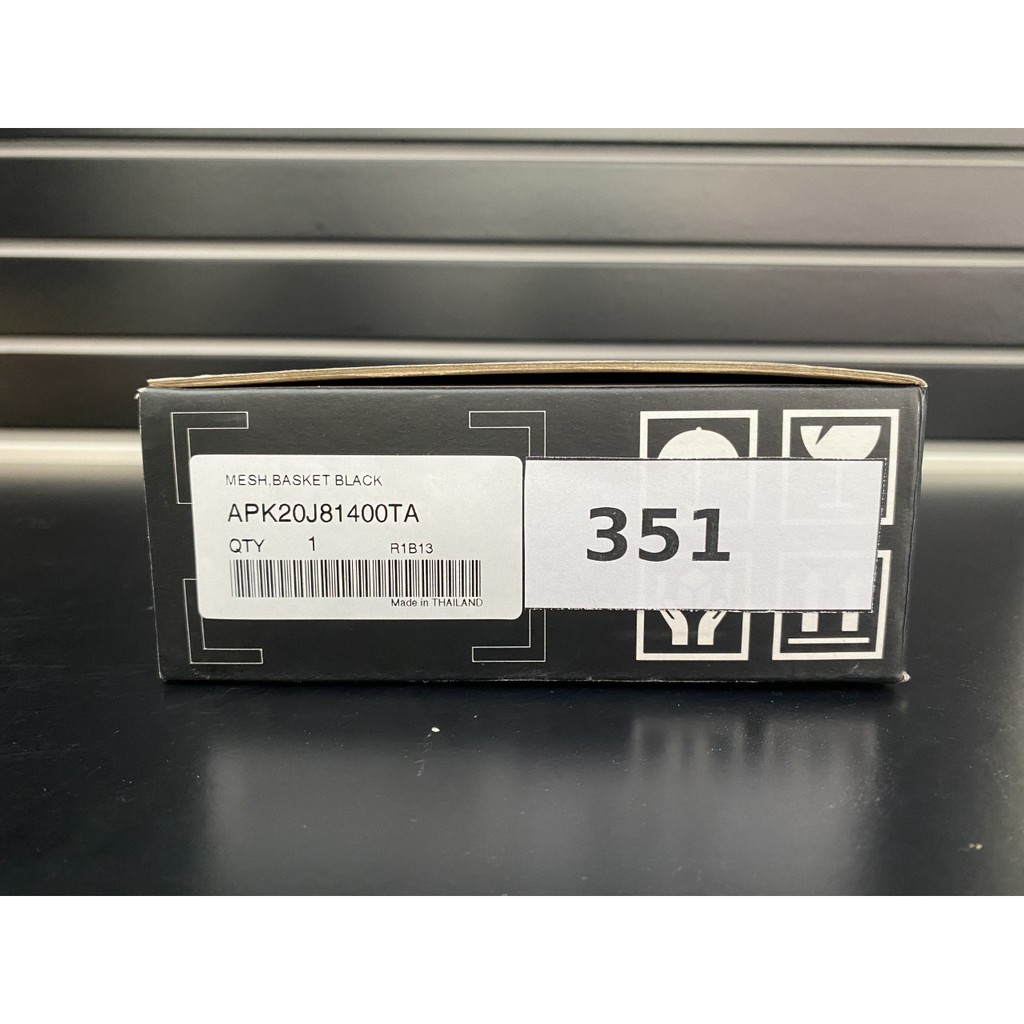 MESH,BASKET BLACK
APK20J81400TA
QTY 1 R1B13
Made in THAILAND
351